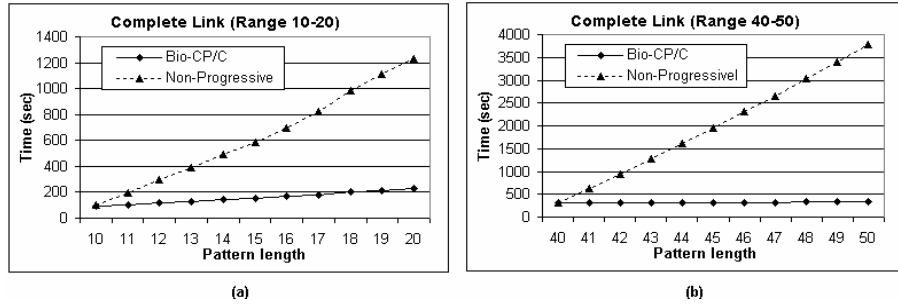 Complete Link (Range 10-20)
1400
1200
1000
800
600
400
200
0
Time (sec)
Bio-CP/C
Non-Progressive
10 11 12 13 14 15 16 17 18 19 20
Pattern length
(a)
Complete Link (Range 40-50)
4000
3500
3000
2500
2000
1500
1000
500
0
Time (sec)
Bio-CP/C
Non-Progressivel
40 41 42 43 44 45 46 47 48 49 50
Pattern length
(b)